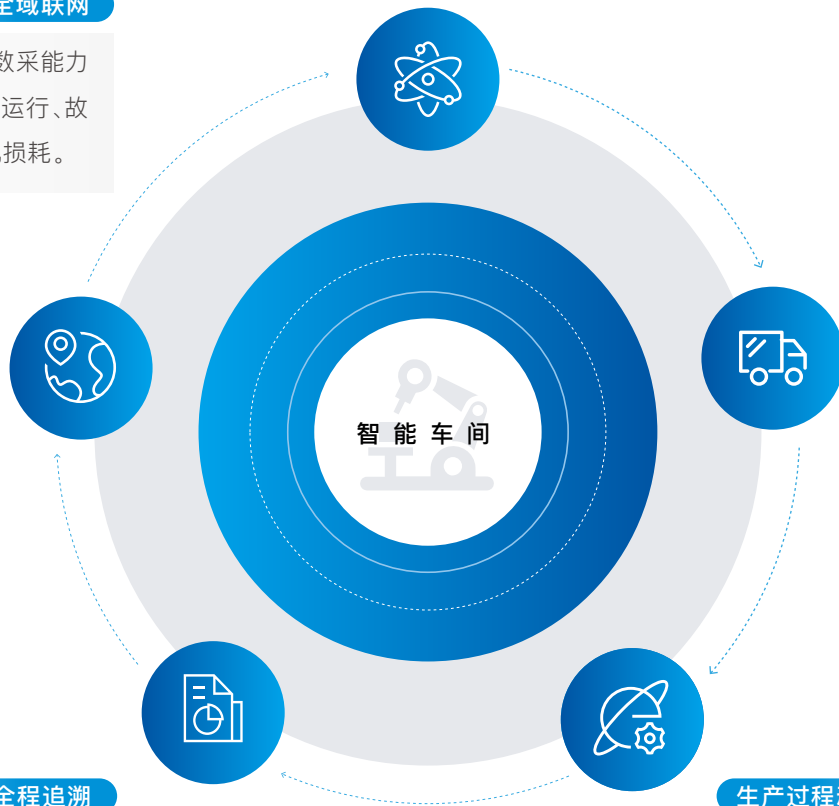 全域联网
数采能力
运行、故
损耗。
智能车间
全程追溯
生产过程